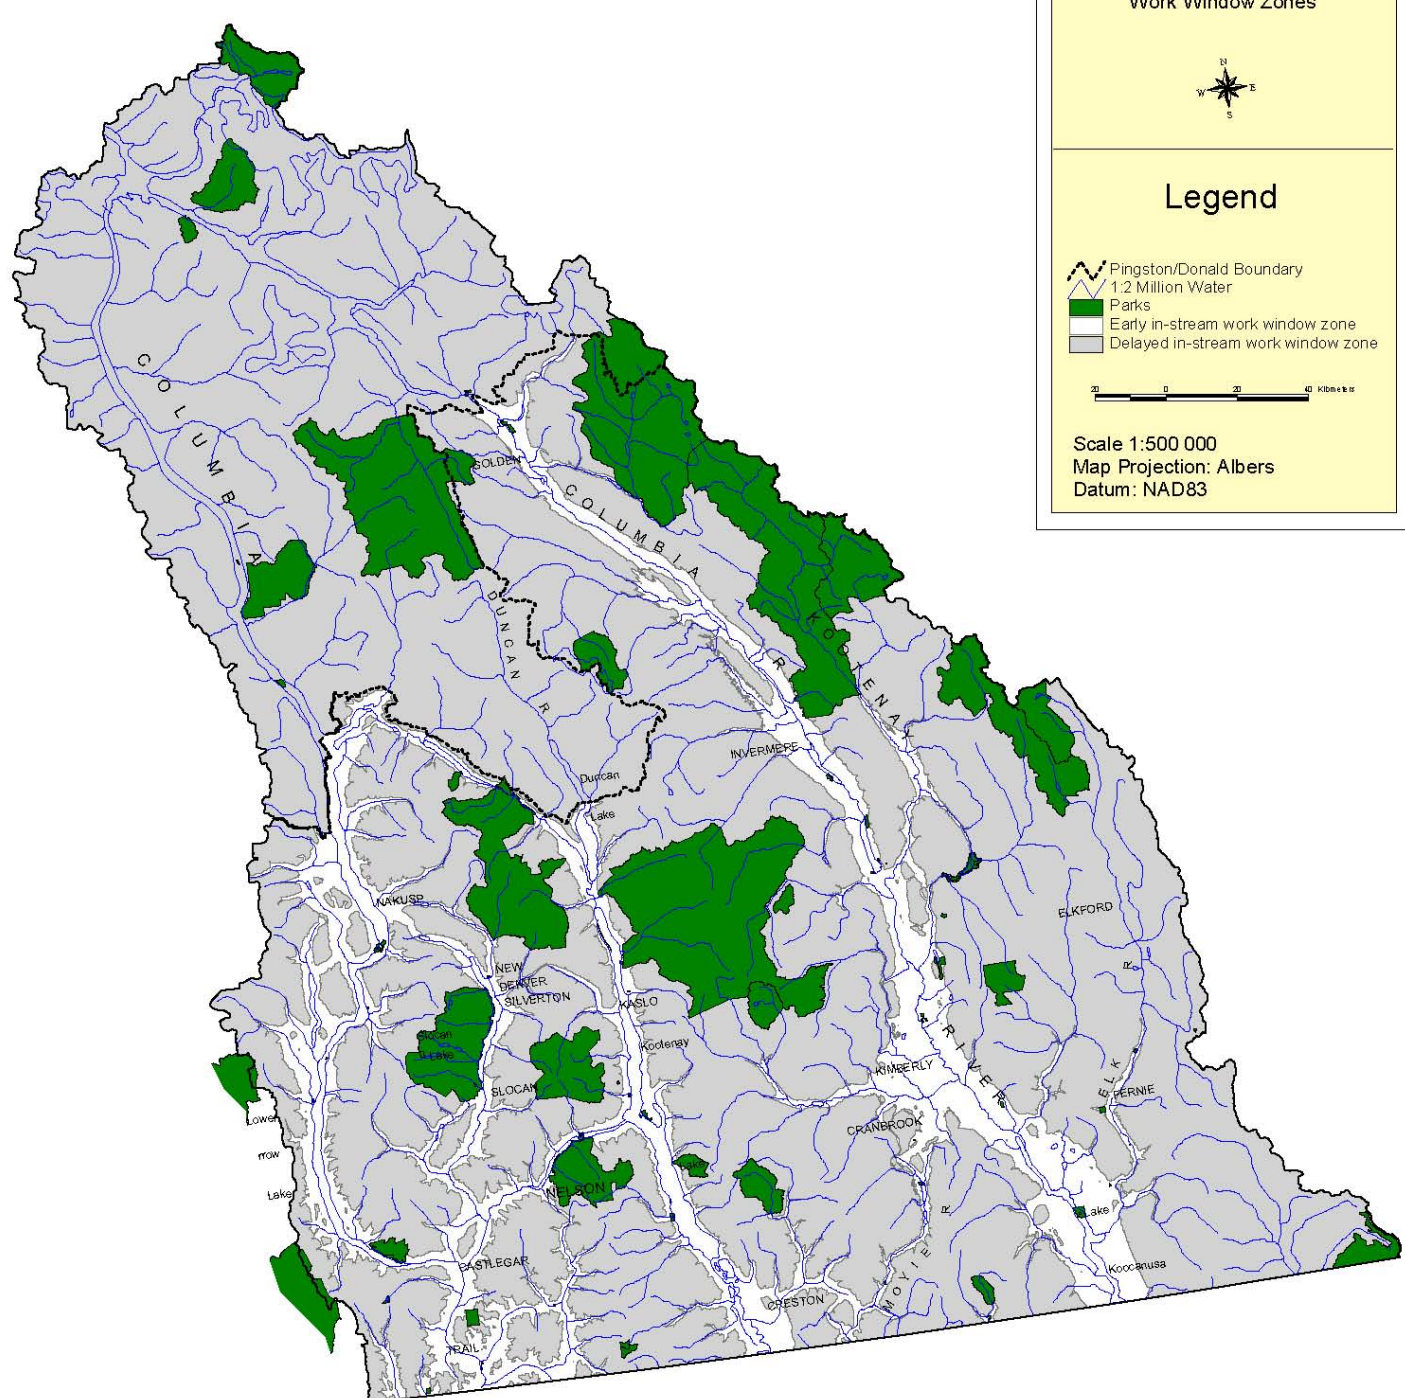 Work Window Zones
N
W
E
S
Legend
Pingston/Donald Boundary
1:2 Million Water
Parks
Early in-stream work window zone
Delayed in-stream work window zone
20 0 20 40 Kilometers
Scale 1:500 000
Map Projection: Albers
Datum: NAD83
COLUMBIA
GOLDEN
COLUMBIA
R
DUNCAN
R
KOOTENAY
INVERMERE
Duncan
Lake
NAKUSP
ELKFORD
R
NEW
DENVER
SILVERTON
KASLO
Slocan
Lake
Kootenay
RIVER
KIMBERLY
SLOCAN
ELK
FERNIE
Lower
rrow
Lake
CRANBROOK
Lake
NELSON
R
Lake
CASTLEGAR
MOYIE
Koocanusa
CRESTON
TRAIL